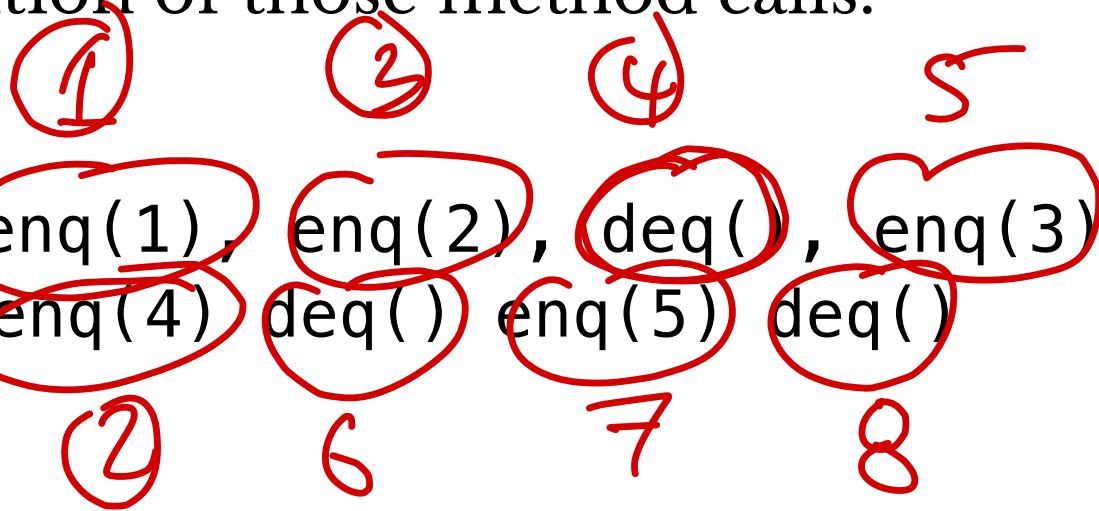 tion of those method calls.
1 3 4 5
enq(1), enq(2), deq(), enq(3)
enq(4) deq() enq(5) deq()
2 6 7 8